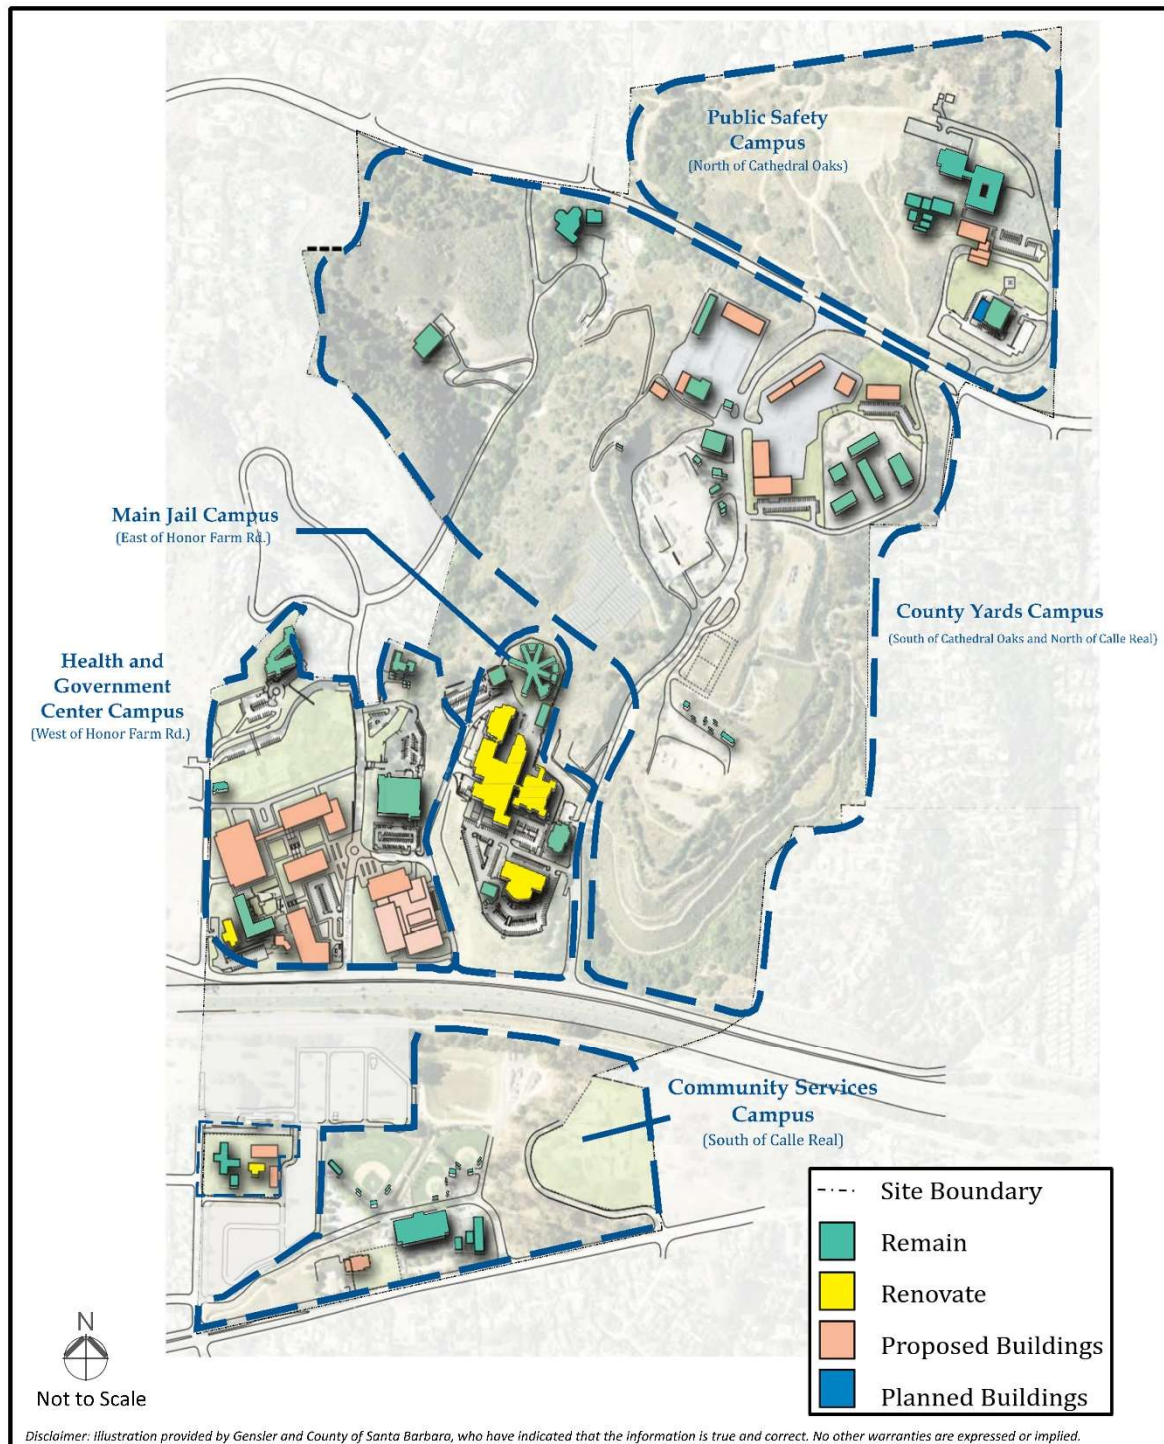 Public Safety
Campus
(North of Cathedral Oaks)
Main Jail Campus
(East of Honor Farm Rd.)
County Yards Campus
(South of Cathedral Oaks and North of Calle Real)
Health and
Government
Center Campus
(West of Honor Farm Rd.)
Community Services
Campus
(South of Calle Real)
Site Boundary
Remain
Renovate
Proposed Buildings
Planned Buildings
N
Not to Scale
Disclaimer: illustration provided by Gensler and County of Santa Barbara, who have indicated that the information is true and correct. No other warranties are expressed or implied.